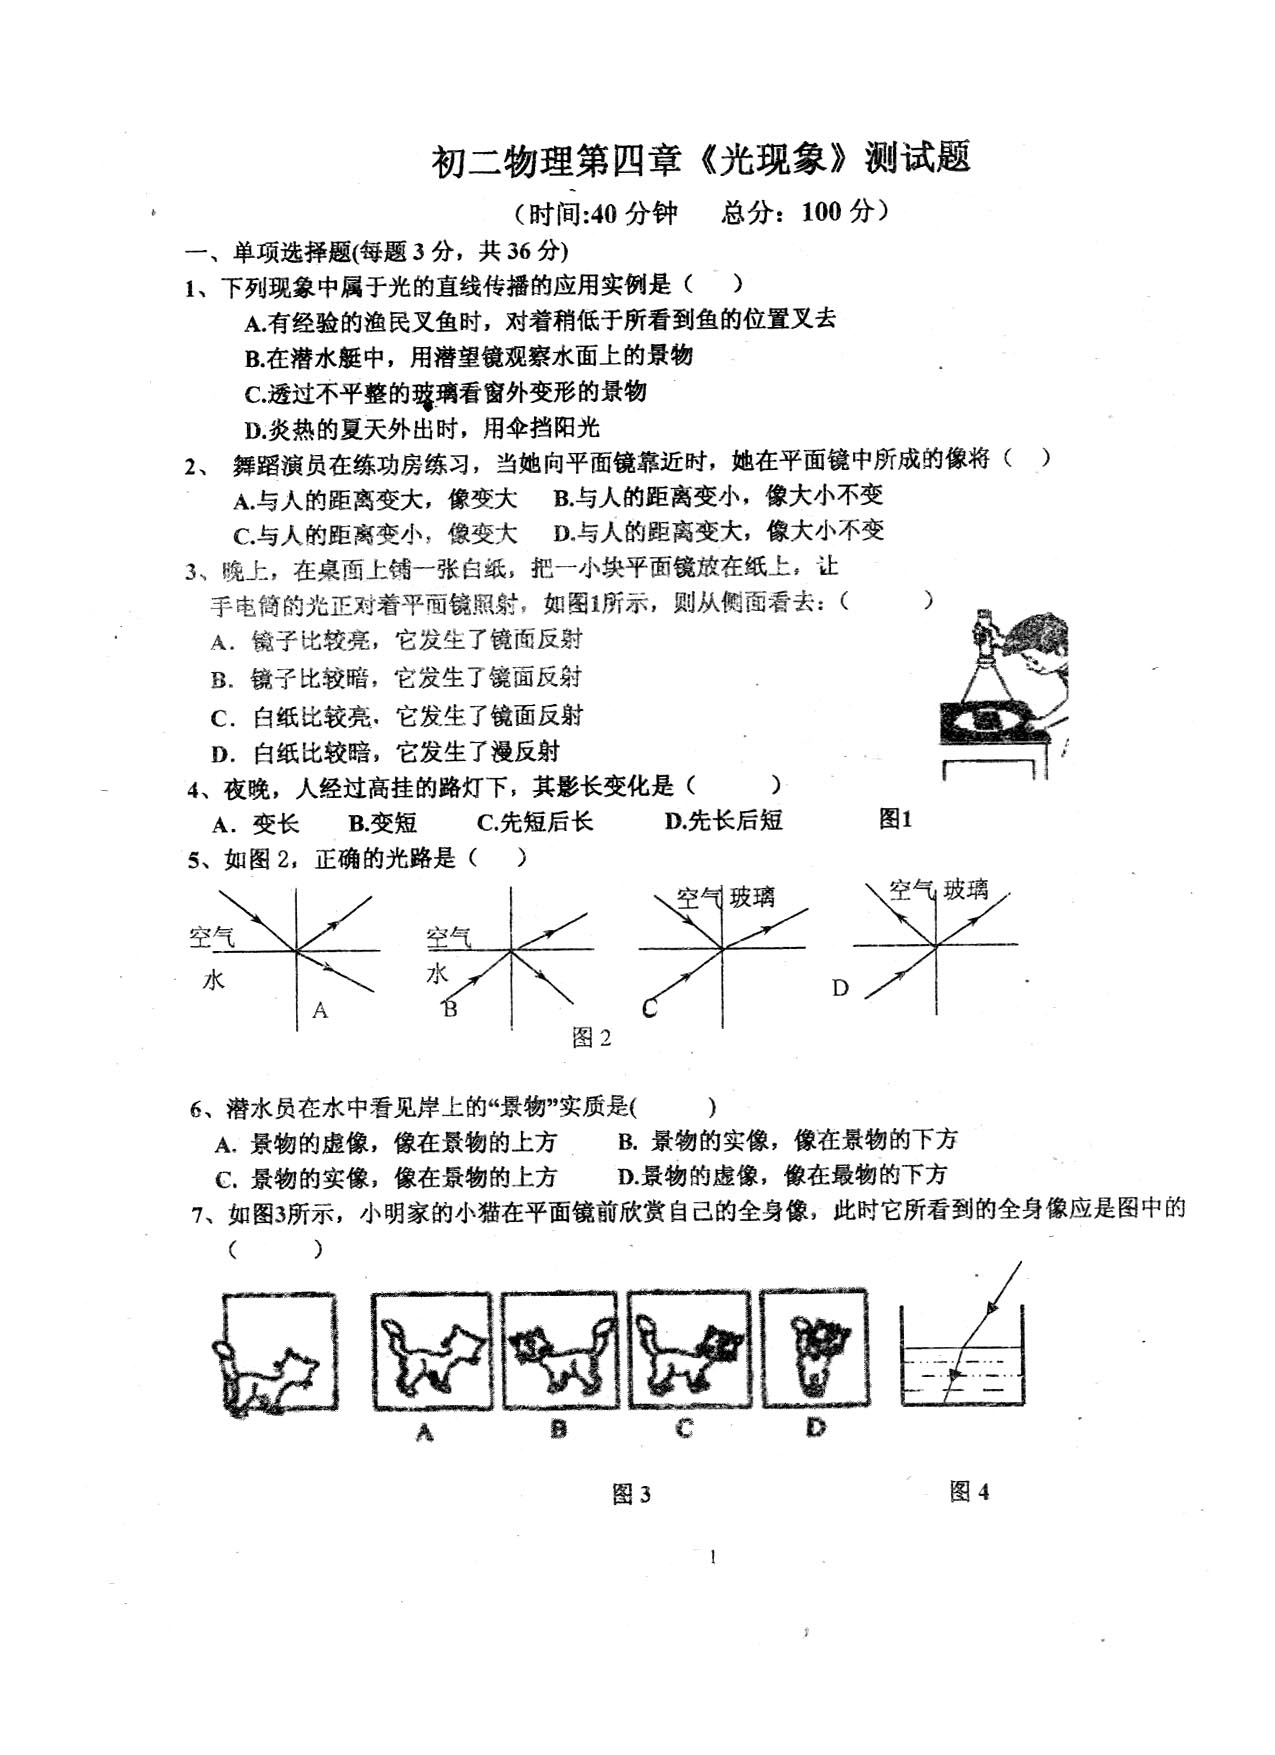 初二物理第四章《光现象》测试题
（时间:40 分钟 总分：100 分）
一、单项选择题(每题 3 分，共 36 分)
1、下列现象中属于光的直线传播的应用实例是（ ）
A.有经验的渔民叉鱼时，对着稍低于所看到鱼的位置叉去
B.在潜水艇中，用潜望镜观察水面上的景物
C.透过不平整的玻璃看窗外变形的景物
D.炎热的夏天外出时，用伞挡阳光
2、 舞蹈演员在练功房练习，当她向平面镜靠近时，她在平面镜中所成的像将（ ）
A.与人的距离变大，像变大 B.与人的距离变小，像大小不变
C.与人的距离变小，像变大 D.与人的距离变大，像大小不变
3、晚上，在桌面上铺一张白纸，把一小块平面镜放在纸上，让
手电筒的光正对着平面镜照射，如图1所示，则从侧面看去：（ ）
A．镜子比较亮，它发生了镜面反射
B．镜子比较暗，它发生了镜面反射
C．白纸比较亮，它发生了镜面反射
D．白纸比较暗，它发生了漫反射
4、夜晚，人经过高挂的路灯下，其影长变化是（ ）
A．变长 B.变短 C.先短后长 D.先长后短 图1
5、如图 2，正确的光路是（ ）
空气 空气 空气 玻璃 空气 玻璃
水 水 D
A B C
图 2
6、潜水员在水中看见岸上的“景物”实质是( )
A. 景物的虚像，像在景物的上方 B. 景物的实像，像在景物的下方
C. 景物的实像，像在景物的上方 D.景物的虚像，像在最物的下方
7、如图3所示，小明家的小猫在平面镜前欣赏自己的全身像，此时它所看到的全身像应是图中的
（ ）
A B C D
图 3 图 4
1